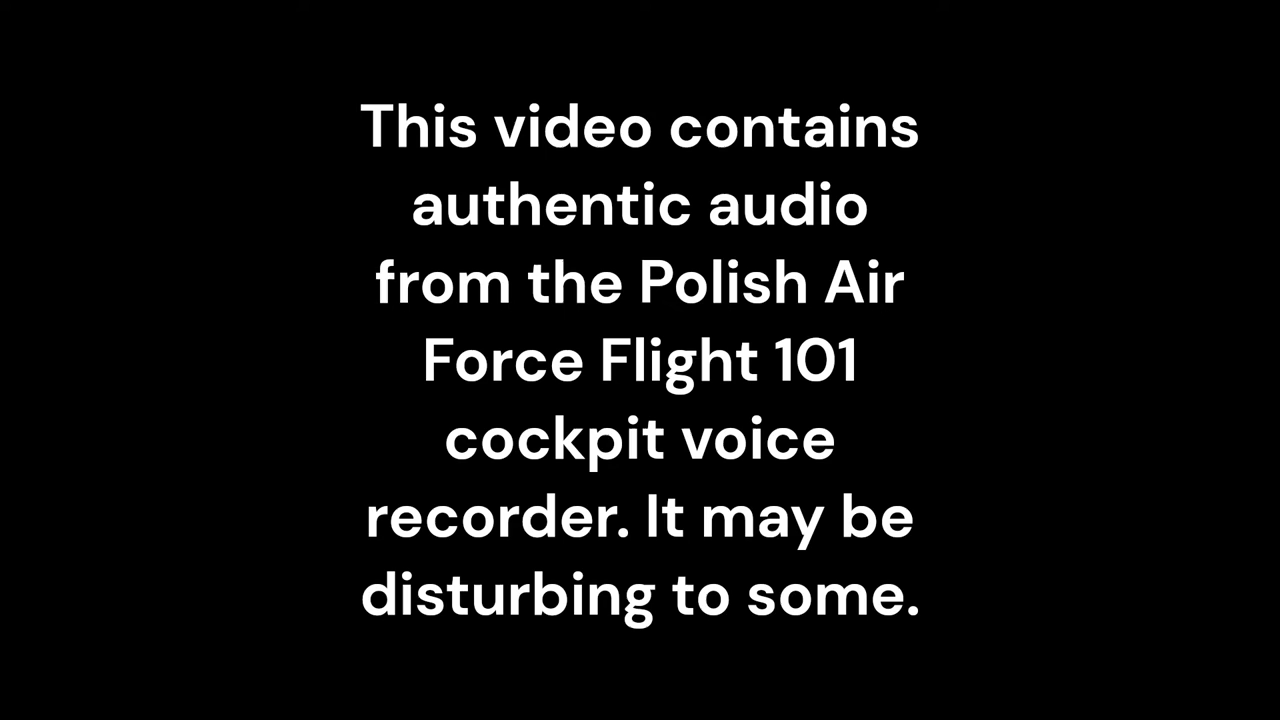 This video contains
authentic audio
from the Polish Air
Force Flight 101
cockpit voice
recorder. It may be
disturbing to some.